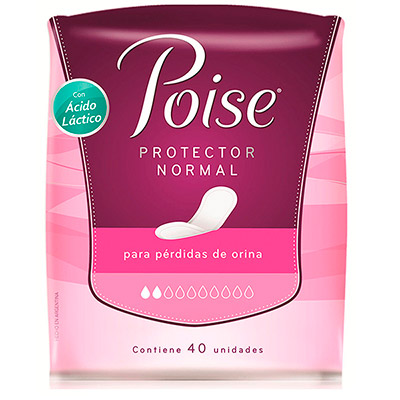 Con
Ácido
Láctico
Poise
PROTECTOR
NORMAL
para pérdidas de orina
Contiene 40 unidades